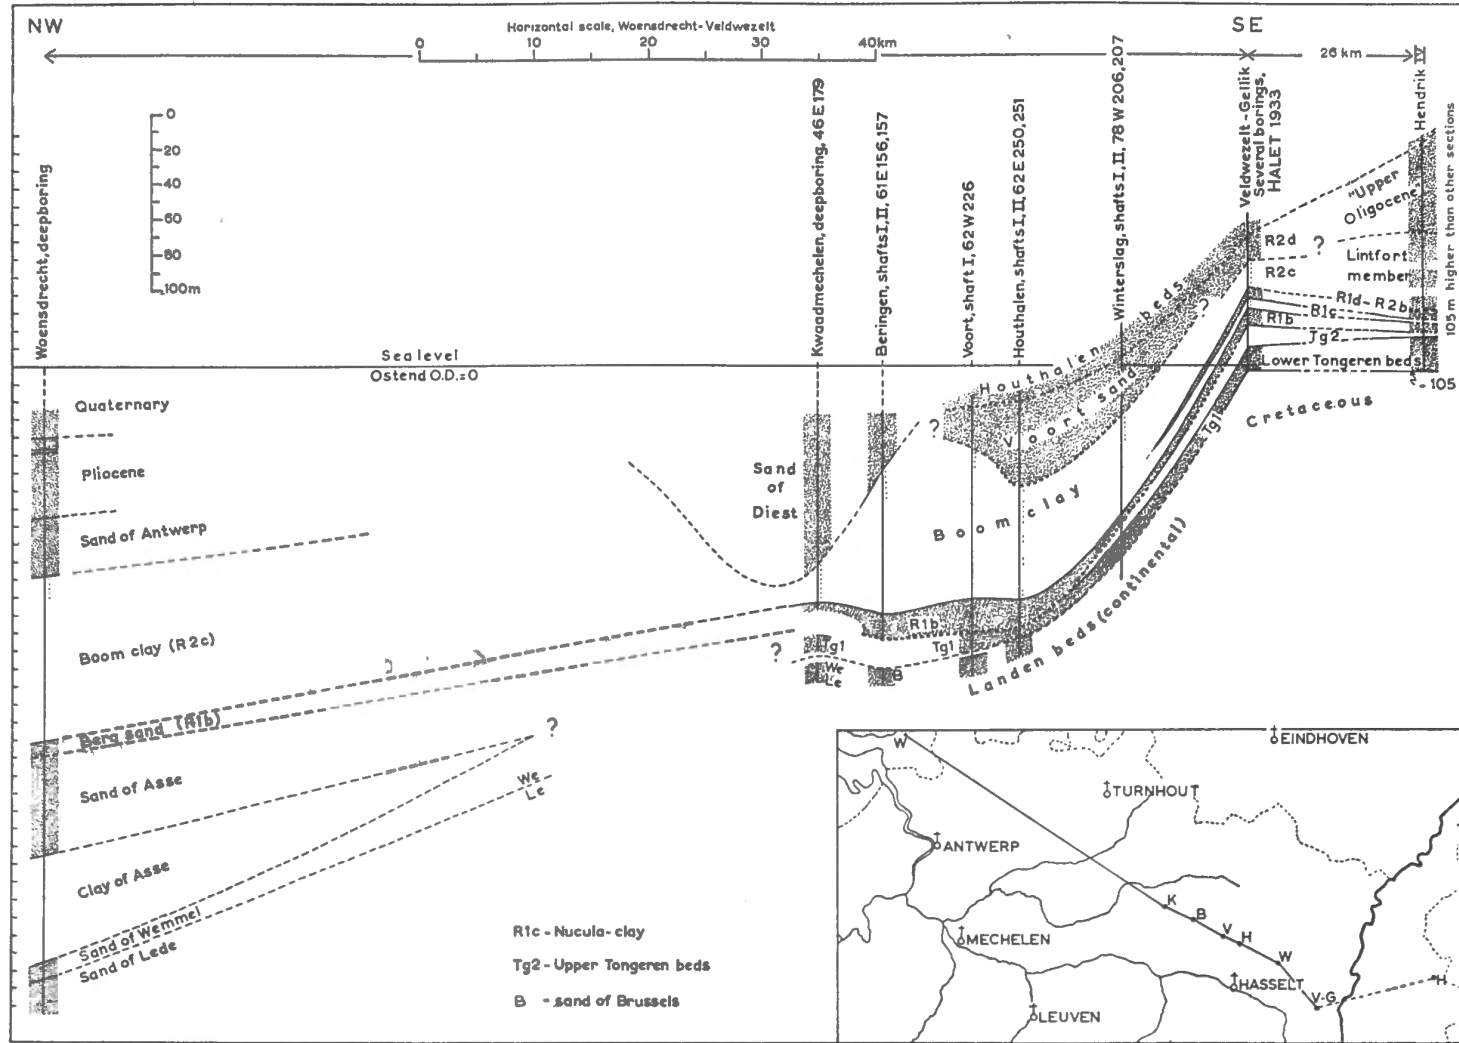 NW
Horizontal scale, Woensdrecht-Veldwezelt
SE
0
10
20
30
40km
26 km
0
20
40
60
80
100m
Woensdrecht, deepboring
Kwaadmechelen, deepboring, 46 E 179
Beringen, shafts I, II, 61 E 156,157
Voort, shaft I, 62 W 226
Houthalen, shafts I, II, 62 E 250, 251
Winterslag, shafts I, II, 78 W 206, 207
Veldwezelt-Gellik
Several borings,
HALET 1933
Hendrik IV
105 m higher than other sections
"Upper
Oligocene"
R2d
?
R2c
Lintfort
member
R1d-R2b
R1c
R1b
Tg2
Lower Tongeren beds
-105
Tg1
Cretaceous
Sea level
Ostend O.D.=0
Houthalen beds
Voort sand
?
?
Quaternary
Pliocene
Sand of Antwerp
Sand
of
Diest
Boom clay
Boom clay (R2c)
R1b
Tg1
Tg1
?
We
Le
B
Landen beds (continental)
Berg sand (R1b)
Sand of Asse
?
We
Le
Clay of Asse
Sand of Wemmel
Sand of Lede
R1c - Nucula-clay
Tg2 - Upper Tongeren beds
B - sand of Brussels
W
EINDHOVEN
TURNHOUT
ANTWERP
K
B
V
H
MECHELEN
W
HASSELT
V-G
H
LEUVEN